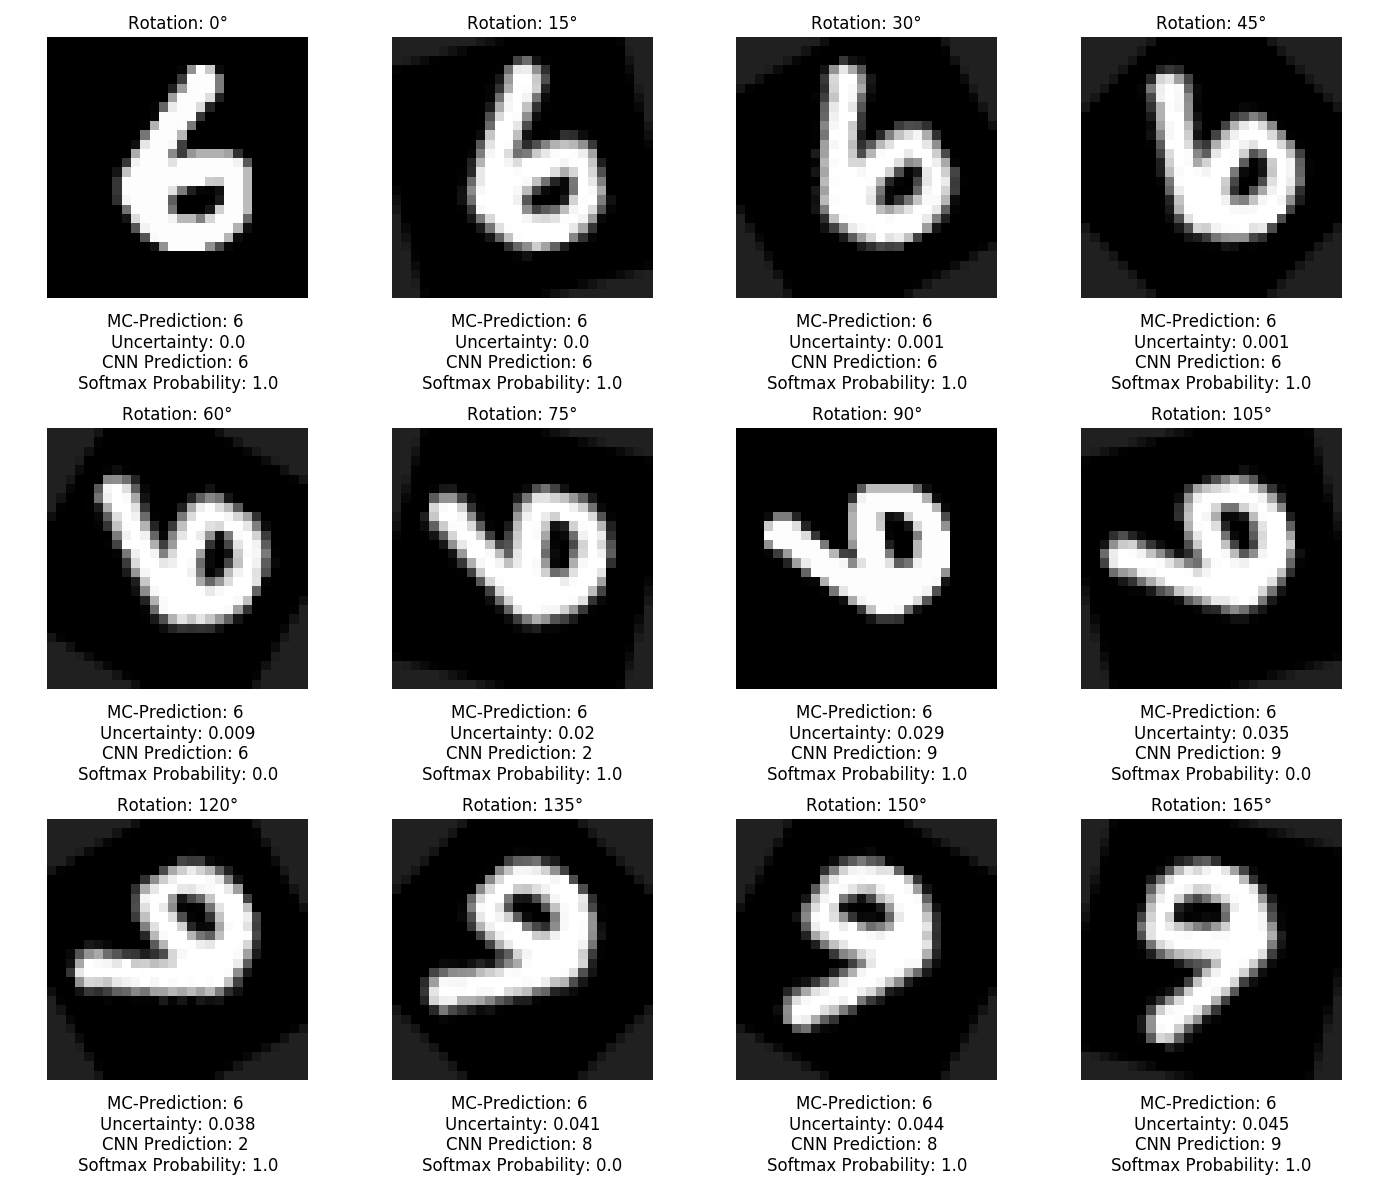 Rotation: 0°
Rotation: 15°
Rotation: 30°
Rotation: 45°
MC-Prediction: 6
Uncertainty: 0.0
CNN Prediction: 6
Softmax Probability: 1.0
MC-Prediction: 6
Uncertainty: 0.0
CNN Prediction: 6
Softmax Probability: 1.0
MC-Prediction: 6
Uncertainty: 0.001
CNN Prediction: 6
Softmax Probability: 1.0
MC-Prediction: 6
Uncertainty: 0.001
CNN Prediction: 6
Softmax Probability: 1.0
Rotation: 60°
Rotation: 75°
Rotation: 90°
Rotation: 105°
MC-Prediction: 6
Uncertainty: 0.009
CNN Prediction: 6
Softmax Probability: 0.0
MC-Prediction: 6
Uncertainty: 0.02
CNN Prediction: 2
Softmax Probability: 1.0
MC-Prediction: 6
Uncertainty: 0.029
CNN Prediction: 9
Softmax Probability: 1.0
MC-Prediction: 6
Uncertainty: 0.035
CNN Prediction: 9
Softmax Probability: 0.0
Rotation: 120°
Rotation: 135°
Rotation: 150°
Rotation: 165°
MC-Prediction: 6
Uncertainty: 0.038
CNN Prediction: 2
Softmax Probability: 1.0
MC-Prediction: 6
Uncertainty: 0.041
CNN Prediction: 8
Softmax Probability: 0.0
MC-Prediction: 6
Uncertainty: 0.044
CNN Prediction: 8
Softmax Probability: 1.0
MC-Prediction: 6
Uncertainty: 0.045
CNN Prediction: 9
Softmax Probability: 1.0